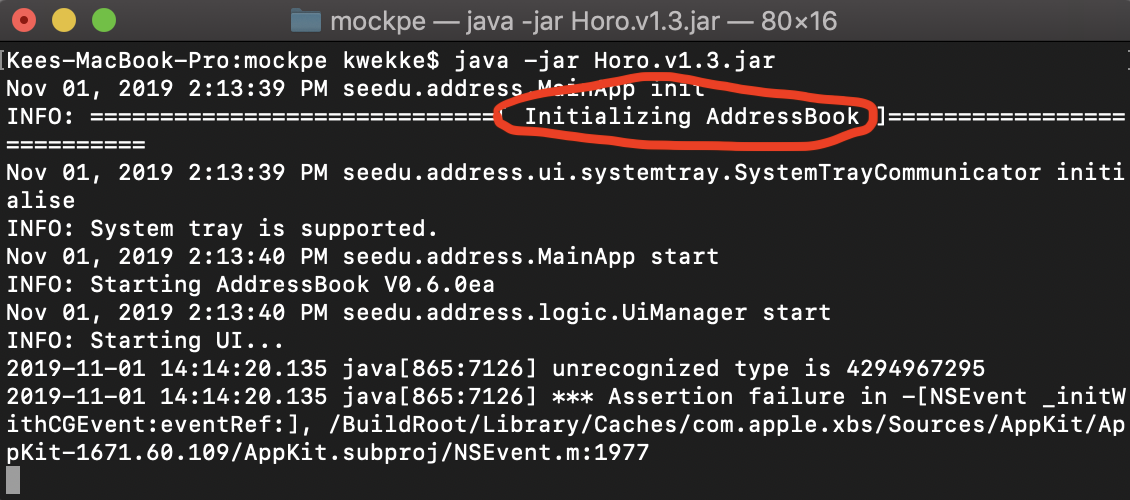 mockpe — java -jar Horo.v1.3.jar — 80×16
[Kees-MacBook-Pro:mockpe kwekke$ java -jar Horo.v1.3.jar
Nov 01, 2019 2:13:39 PM seedu.address.MainApp init
INFO: =============================[ Initializing AddressBook ]=================
==========
Nov 01, 2019 2:13:39 PM seedu.address.ui.systemtray.SystemTrayCommunicator initi
alise
INFO: System tray is supported.
Nov 01, 2019 2:13:40 PM seedu.address.MainApp start
INFO: Starting AddressBook V0.6.0ea
Nov 01, 2019 2:13:40 PM seedu.address.logic.UiManager start
INFO: Starting UI...
2019-11-01 14:14:20.135 java[865:7126] unrecognized type is 4294967295
2019-11-01 14:14:20.135 java[865:7126] *** Assertion failure in -[NSEvent _initW
ithCGEvent:eventRef:], /BuildRoot/Library/Caches/com.apple.xbs/Sources/AppKit/Ap
pKit-1671.60.109/AppKit.subproj/NSEvent.m:1977